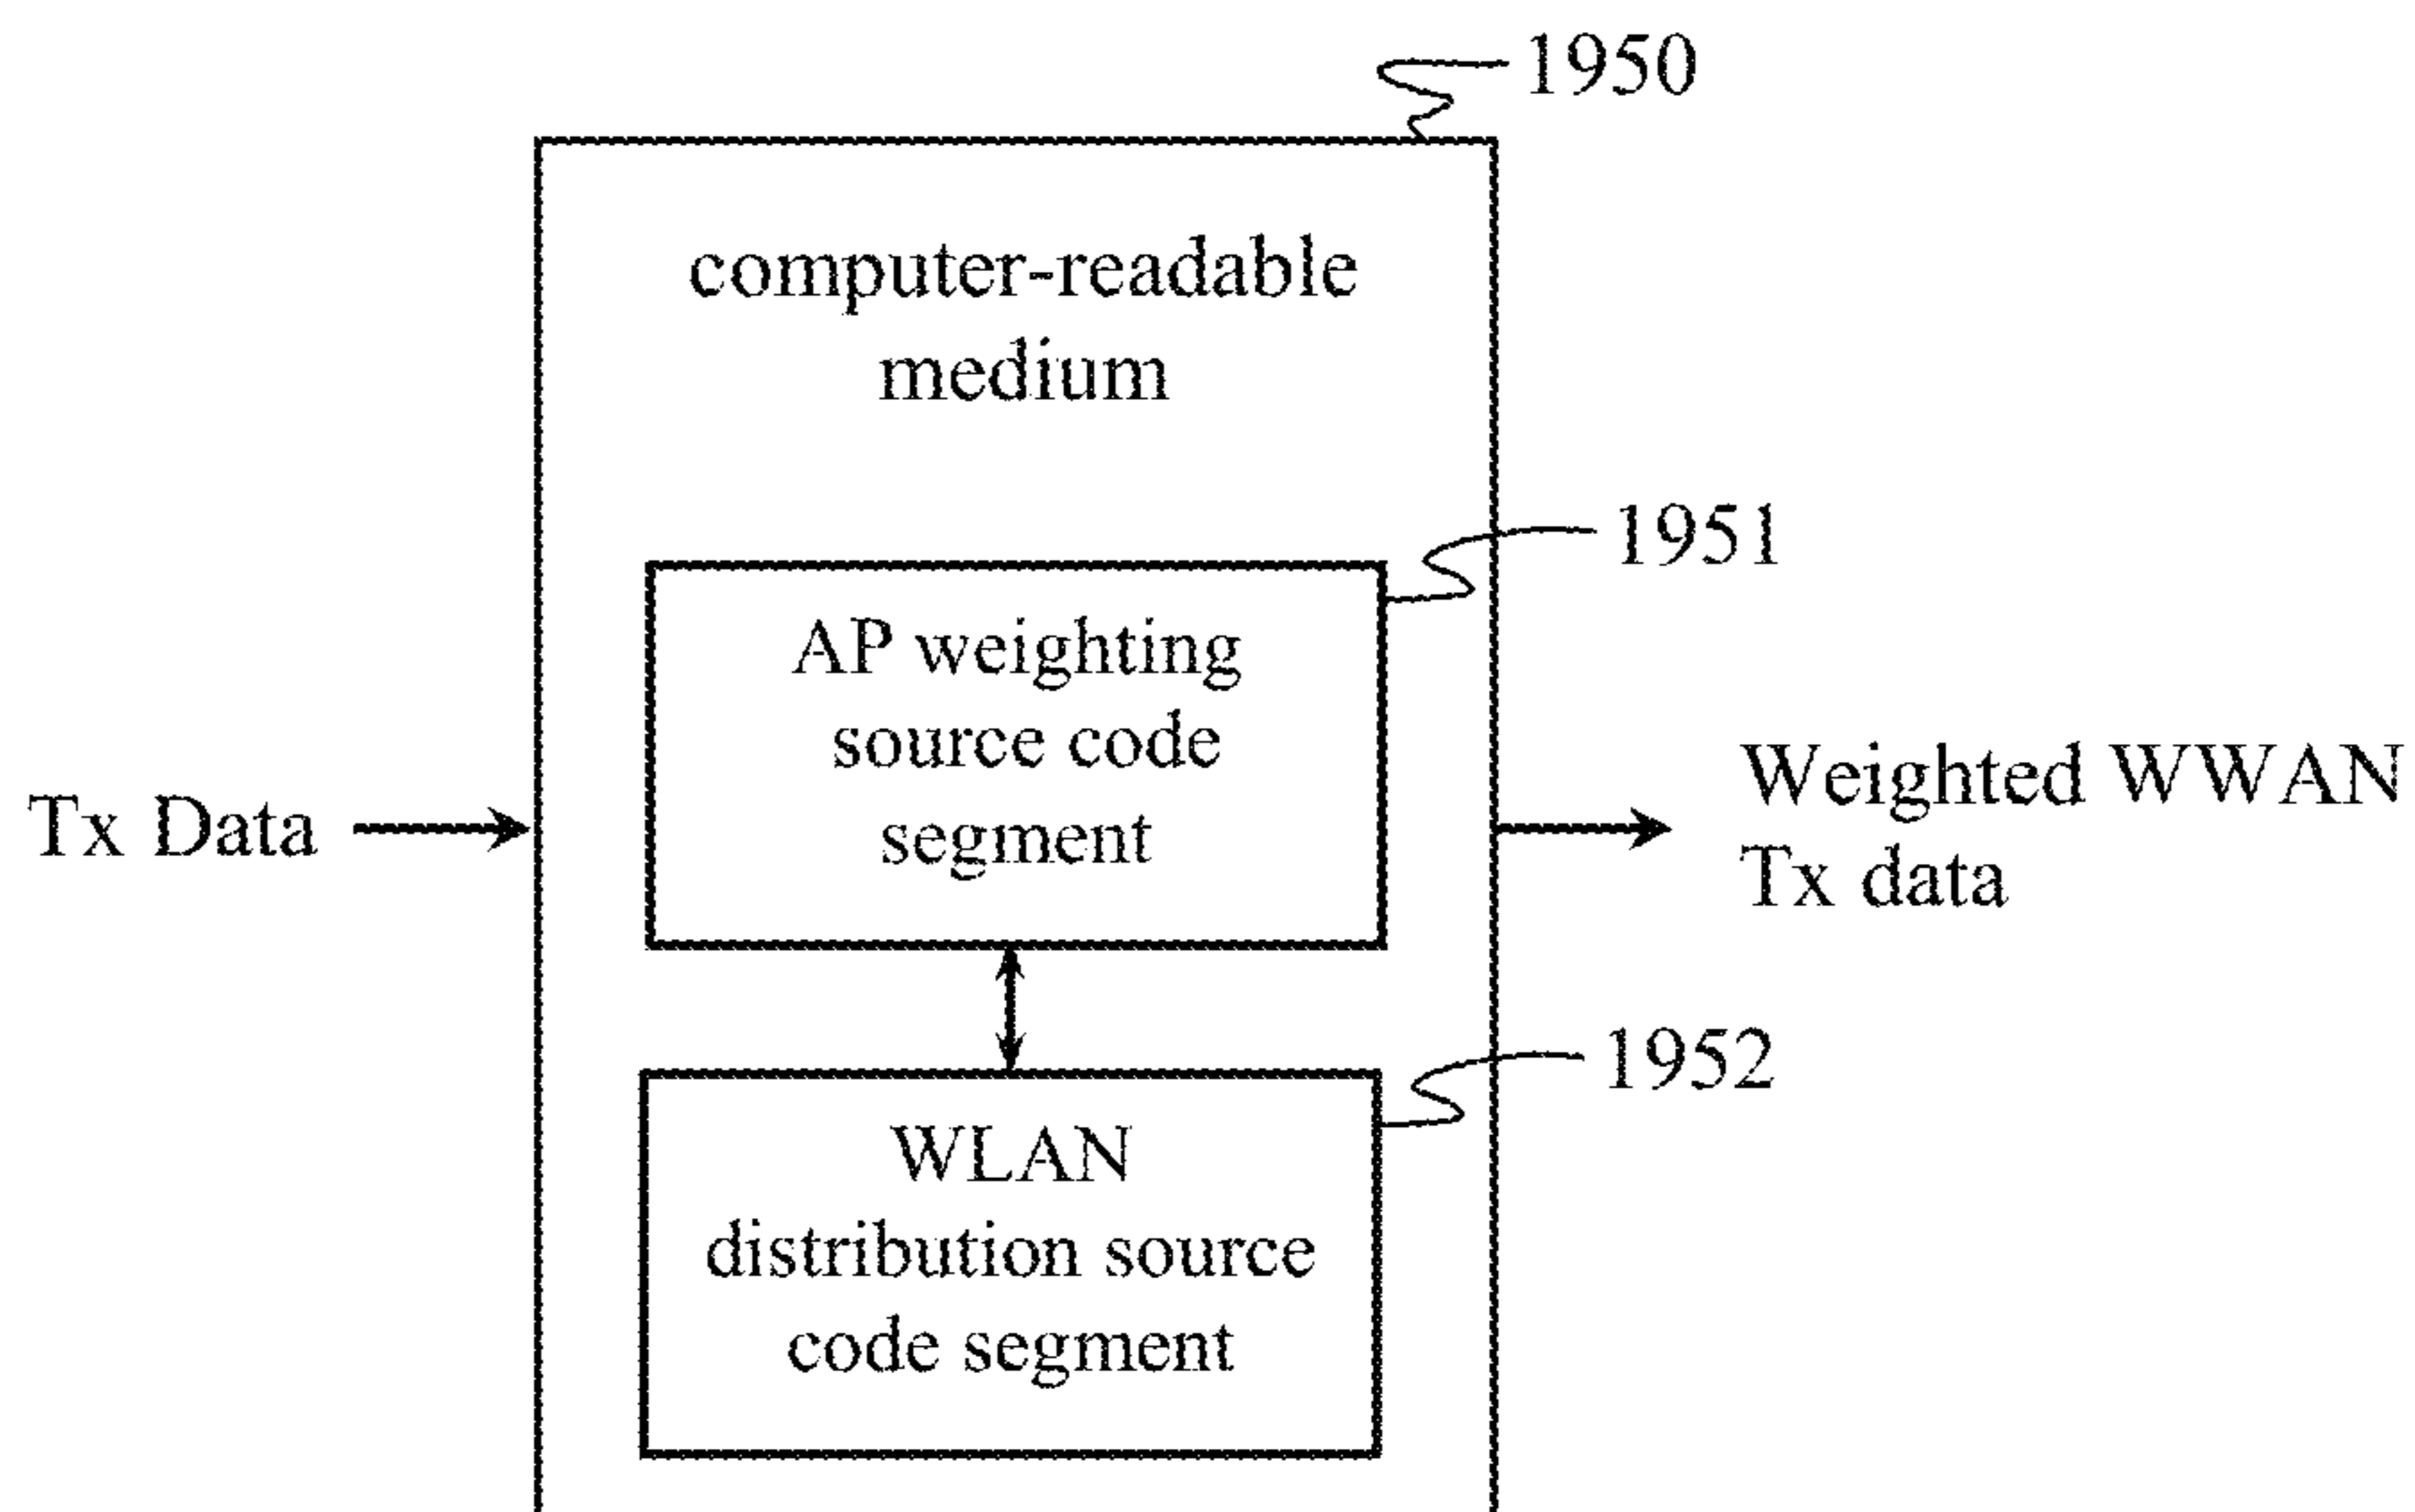 1950
computer-readable
medium
1951
AP weighting
source code
segment
Tx Data
Weighted WWAN
Tx data
1952
WLAN
distribution source
code segment